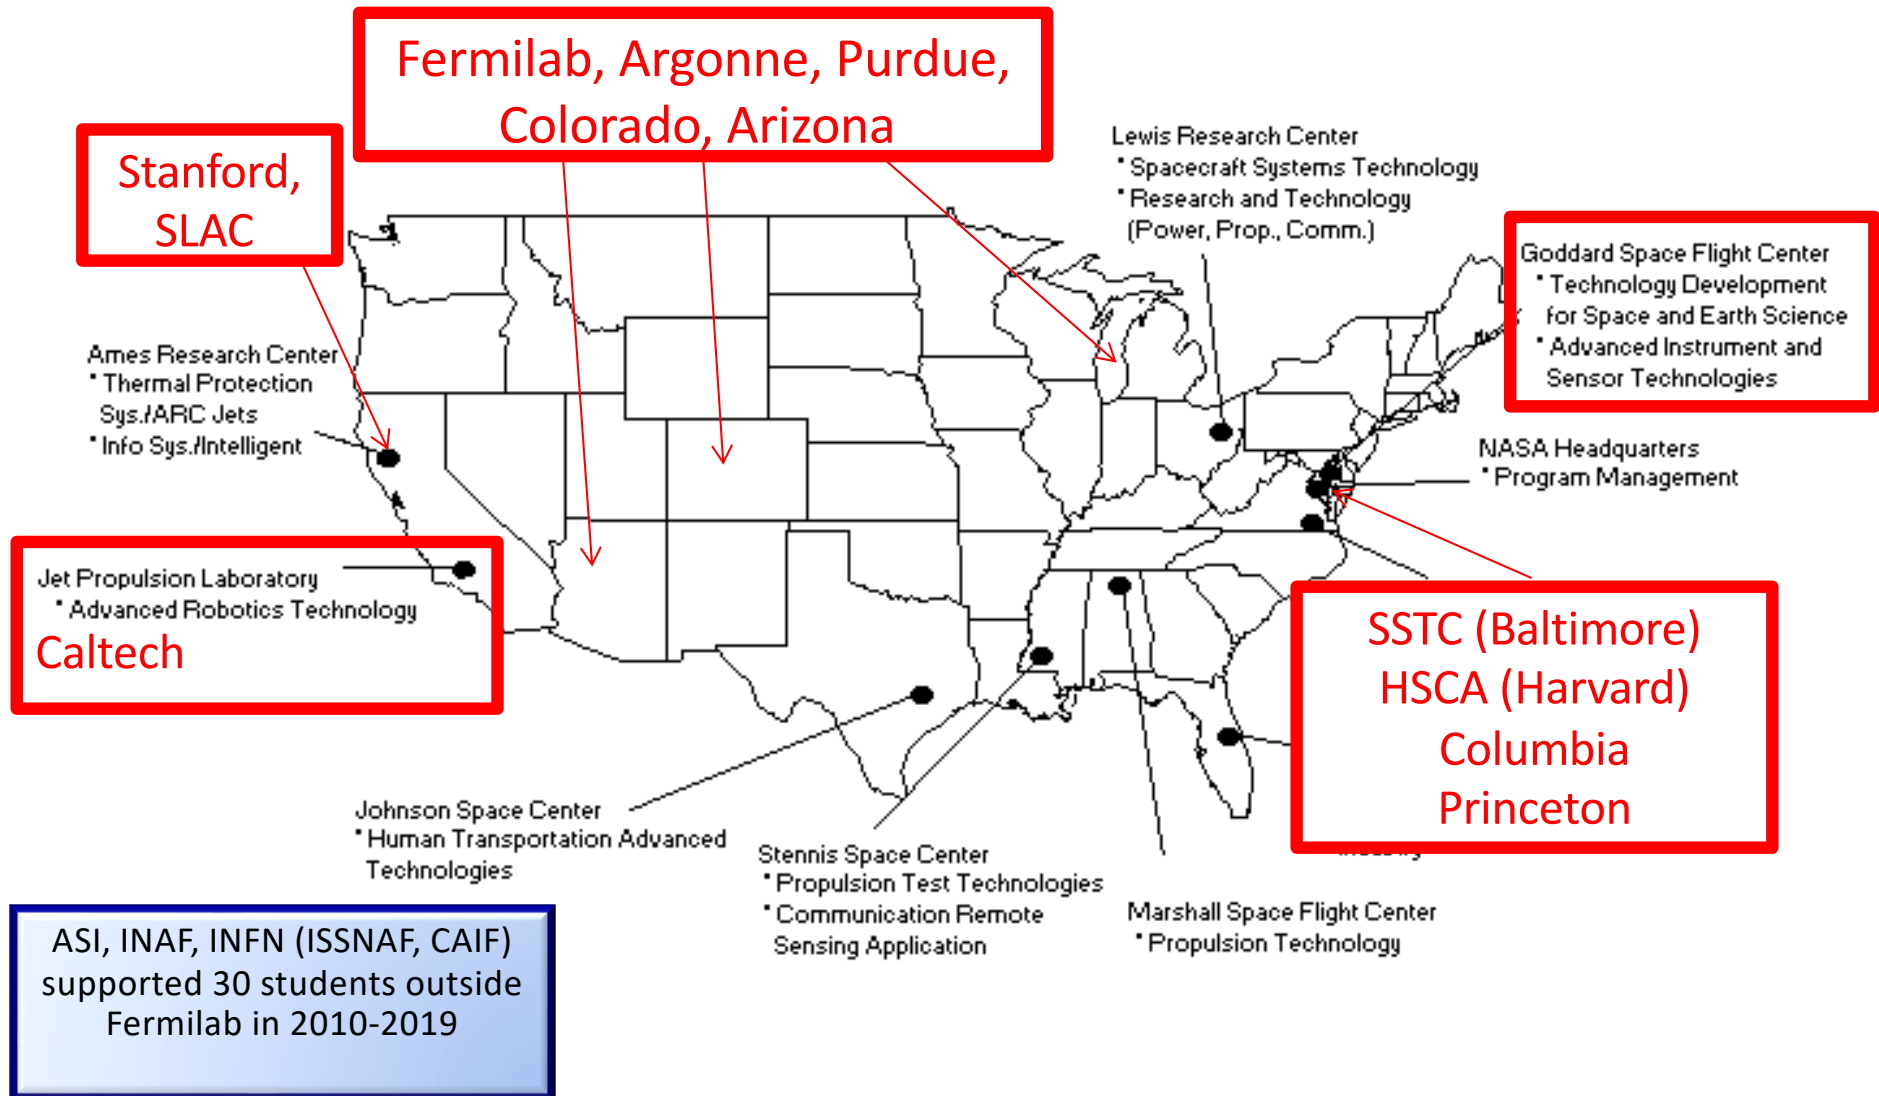 Fermilab, Argonne, Purdue,
Colorado, Arizona
Stanford,
SLAC
Lewis Research Center
• Spacecraft Systems Technology
• Research and Technology
(Power, Prop., Comm.)
Goddard Space Flight Center
• Technology Development
for Space and Earth Science
• Advanced Instrument and
Sensor Technologies
Ames Research Center
• Thermal Protection
Sys./ARC Jets
• Info Sys./Intelligent
NASA Headquarters
• Program Management
Jet Propulsion Laboratory
• Advanced Robotics Technology
Caltech
SSTC (Baltimore)
HSCA (Harvard)
Columbia
Princeton
Johnson Space Center
• Human Transportation Advanced
Technologies
Stennis Space Center
• Propulsion Test Technologies
• Communication Remote
Sensing Application
Marshall Space Flight Center
• Propulsion Technology
ASI, INAF, INFN (ISSNAF, CAIF)
supported 30 students outside
Fermilab in 2010-2019